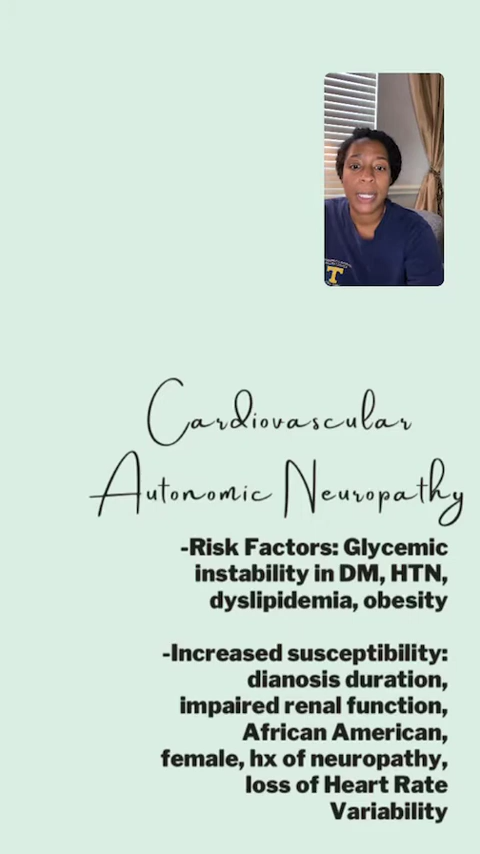 T
Cardiovascular
Autonomic Neuropathy
-Risk Factors: Glycemic
instability in DM, HTN,
dyslipidemia, obesity
-Increased susceptibility:
dianosis duration,
impaired renal function,
African American,
female, hx of neuropathy,
loss of Heart Rate
Variability